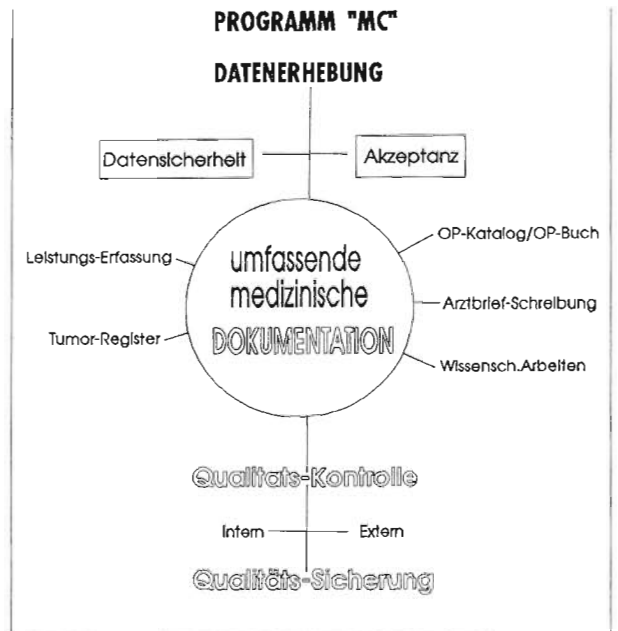 PROGRAMM "MC"
DATENERHEBUNG
Datensicherheit
Akzeptanz
OP-Katalog/OP-Buch
Leistungs-Erfassung
umfassende
medizinische
DOKUMENTATION
Arztbrief-Schreibung
Tumor-Register
Wissensch.Arbeiten
Qualitats-Kontrolle
Intern
Extern
Qualitäts-Sicherung